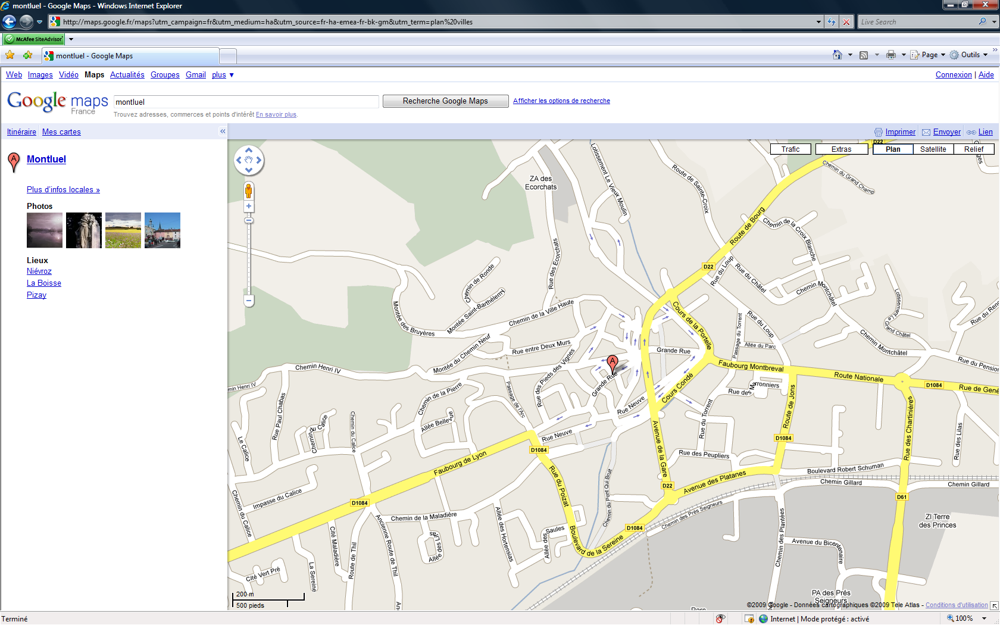 montluel - Google Maps - Windows Internet Explorer
http://maps.google.fr/maps?utm_campaign=fr&utm_medium=ha&utm_source=fr-ha-emea-fr-bk-gm&utm_term=plan%20villes
Live Search
McAfee SiteAdvisor
montluel - Google Maps
Page
Outils
Web Images Vidéo Maps Actualités Groupes Gmail plus ▼
Connexion | Aide
Google maps
France
montluel
Recherche Google Maps
Afficher les options de recherche
Trouvez adresses, commerces et points d'intérêt En savoir plus.
Itinéraire Mes cartes
«
Imprimer Envoyer Lien
A
Montluel
Plus d'infos locales »
Photos
Lieux
Niévroz
La Boisse
Pizay
Trafic
Extras
Plan
Satellite
Relief
D22
ZA des
Ecorchats
Lotissement Le Vieux Moulin
Route de Sainte-Croix
Chemin du Grand Champ
Route de Bourg
Chemin de la Croix Blanche
D22
Rue du Loup
Rue du Châtel
Chemin Montchâtel
Rue des Ecorchats
Chemin de Ronde
Montée Saint-Barthélemy
Montée des Bruyères
Chemin de la Ville Haute
Cours de la Portelle
Passage du Torrent
Rue du Loup
Lotissement Le Grand Châtel
Chemin Montchâtel
Allée du Parc
Rue entre Deux Murs
Montée du Chemin Neuf
Grande Rue
Chemin Henri IV
Rue des Pieds des Vignes
A
Grande Rue
Faubourg Montbreval
Route Nationale
D1084
Rue du Pension
Rue de Genè
min Henri IV
Passage de l'Arc
Chemin de la Pierre
Cours Condé
Rue Neuve
Rue des Marronniers
Rue Paul Chabas
Le Calice
Chemin du Calice
Chemin du Calice
Allée Bellevue
Rue Neuve
Rue du Torrent
Route de Jons
Rue des Chartinières
Rue des Lilas
D1084
D1084
Avenue de la Gare
Rue des Peupliers
Faubourg de Lyon
Rue du Poizat
Chemin du Pont Qui Bruit
D22
Avenue des Platanes
Boulevard Robert Schuman
Chemin Gillard
Chemin Gillard
D61
Impasse du Calice
Chemin du Calice
D1084
Chemin de la Maladière
Allée des Hortensias
Allée des Saules
Boulevard de la Sereine
D1084
Chemin des Prés Seigneurs
Chemin des Plantées
ZI Terre
des Princes
Avenue du Bicentenaire
Cité Maladière
Route de Thil
Ancienne Route de Thil
Allée des Lilas
Cité Vert Pré
La Sereine
PA des Prés
Seigneurs
Parc
200 m
500 pieds
©2009 Google - Données cartographiques ©2009 Tele Atlas - Conditions d'utilisation
Terminé
Internet | Mode protégé : activé
100%